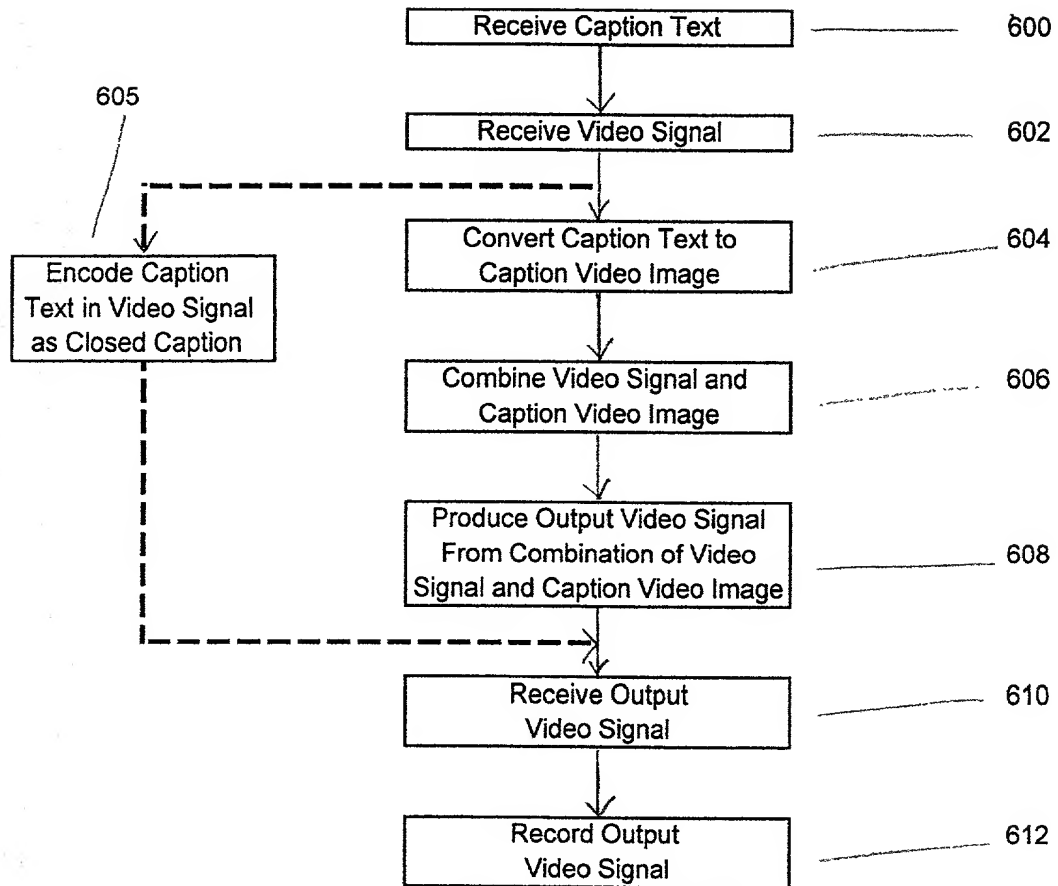 Receive Caption Text
600
605
Receive Video Signal
602
Convert Caption Text to
Caption Video Image
604
Encode Caption
Text in Video Signal
as Closed Caption
Combine Video Signal and
Caption Video Image
606
Produce Output Video Signal
From Combination of Video
Signal and Caption Video Image
608
Receive Output
Video Signal
610
Record Output
Video Signal
612